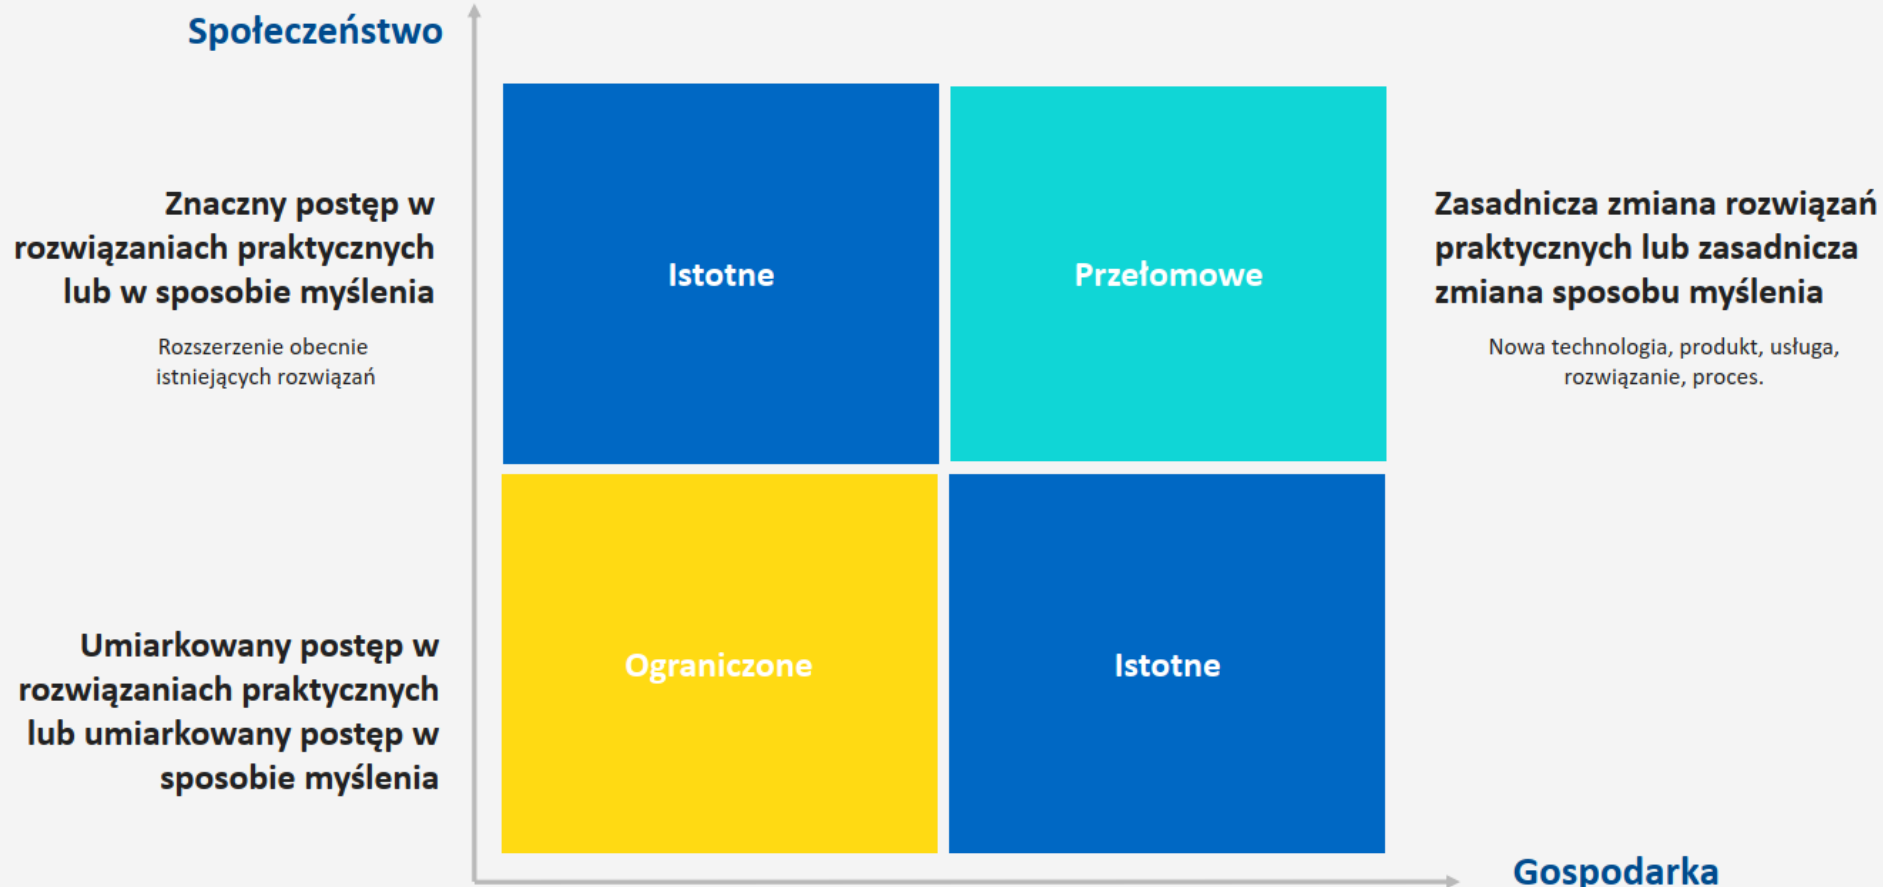 Społeczeństwo
Znaczny postęp w
rozwiązaniach praktycznych
lub w sposobie myślenia
Rozszerzenie obecnie
istniejących rozwiązań
Istotne
Przełomowe
Zasadnicza zmiana rozwiązań
praktycznych lub zasadnicza
zmiana sposobu myślenia
Nowa technologia, produkt, usługa,
rozwiązanie, proces.
Umiarkowany postęp w
rozwiązaniach praktycznych
lub umiarkowany postęp w
sposobie myślenia
Ograniczone
Istotne
Gospodarka